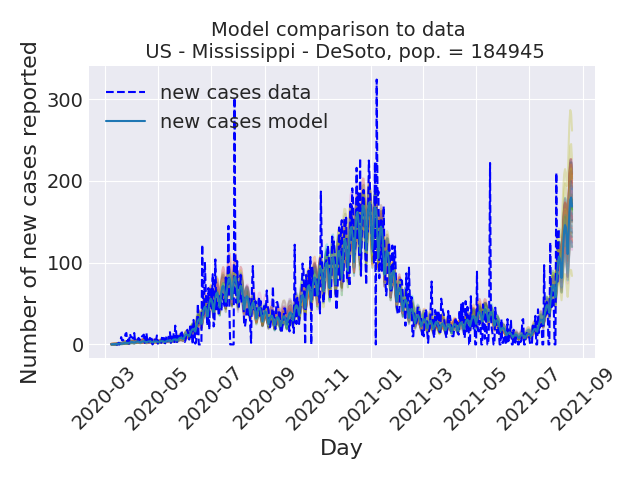 Model comparison to data
US - Mississippi - DeSoto, pop. = 184945
Number of new cases reported
300
200
100
0
new cases data
new cases model
2020-03
2020-05
2020-07
2020-09
2020-11
2021-01
2021-03
2021-05
2021-07
2021-09
Day